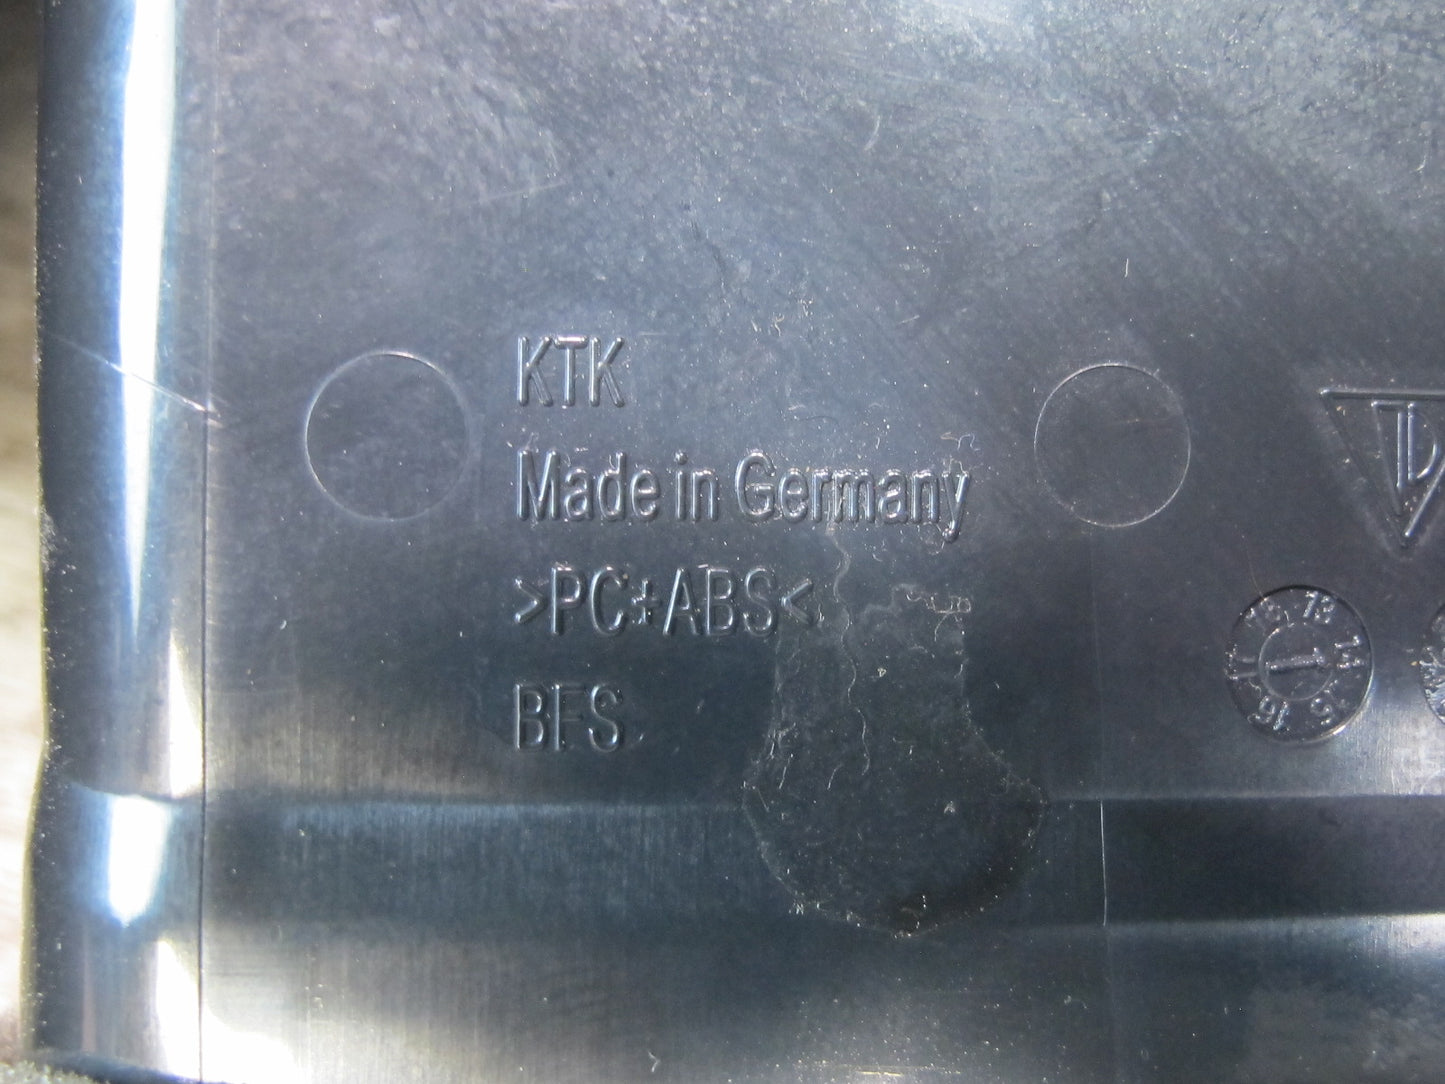 KTK
Made in Germany
>PC+ABS<
BFS